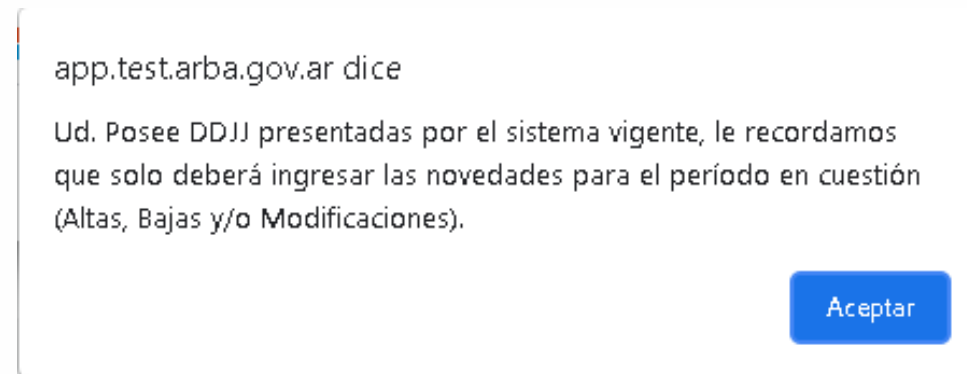 app.test.arba.gov.ar dice
Ud. Posee DDJJ presentadas por el sistema vigente, le recordamos
que solo deberá ingresar las novedades para el período en cuestión
(Altas, Bajas y/o Modificaciones).
Aceptar